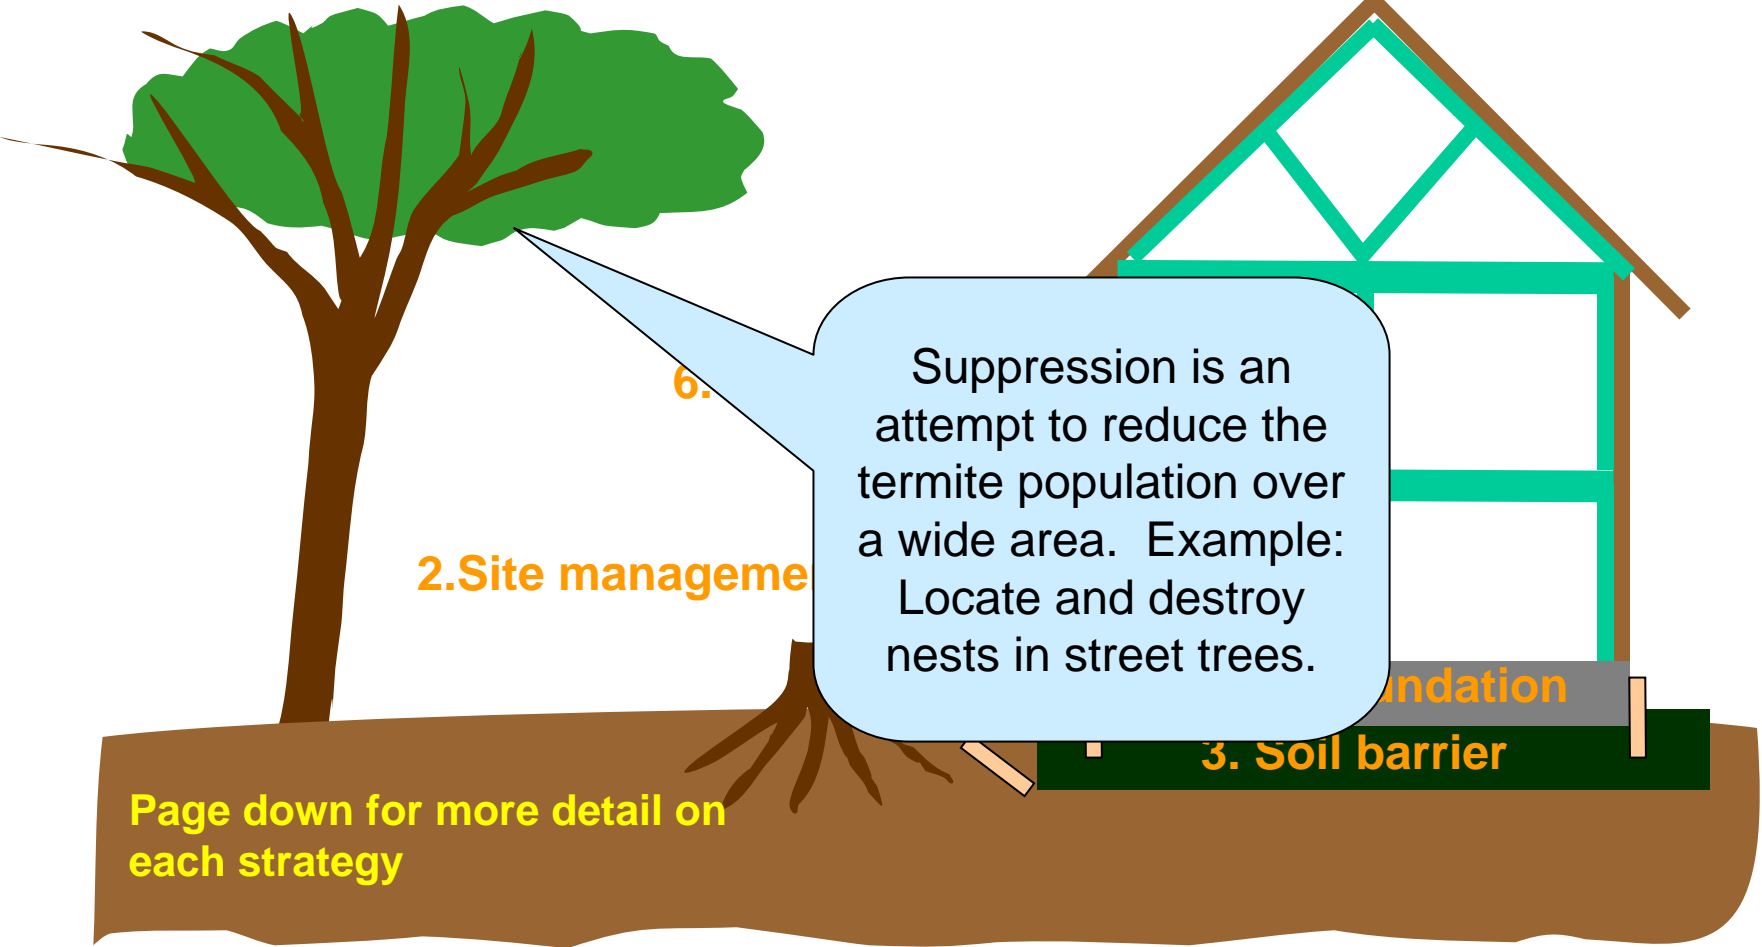 Suppression is an
attempt to reduce the
termite population over
a wide area.  Example:
Locate and destroy
nests in street trees.
6.
2.Site manageme
undation
3. Soil barrier
Page down for more detail on
each strategy